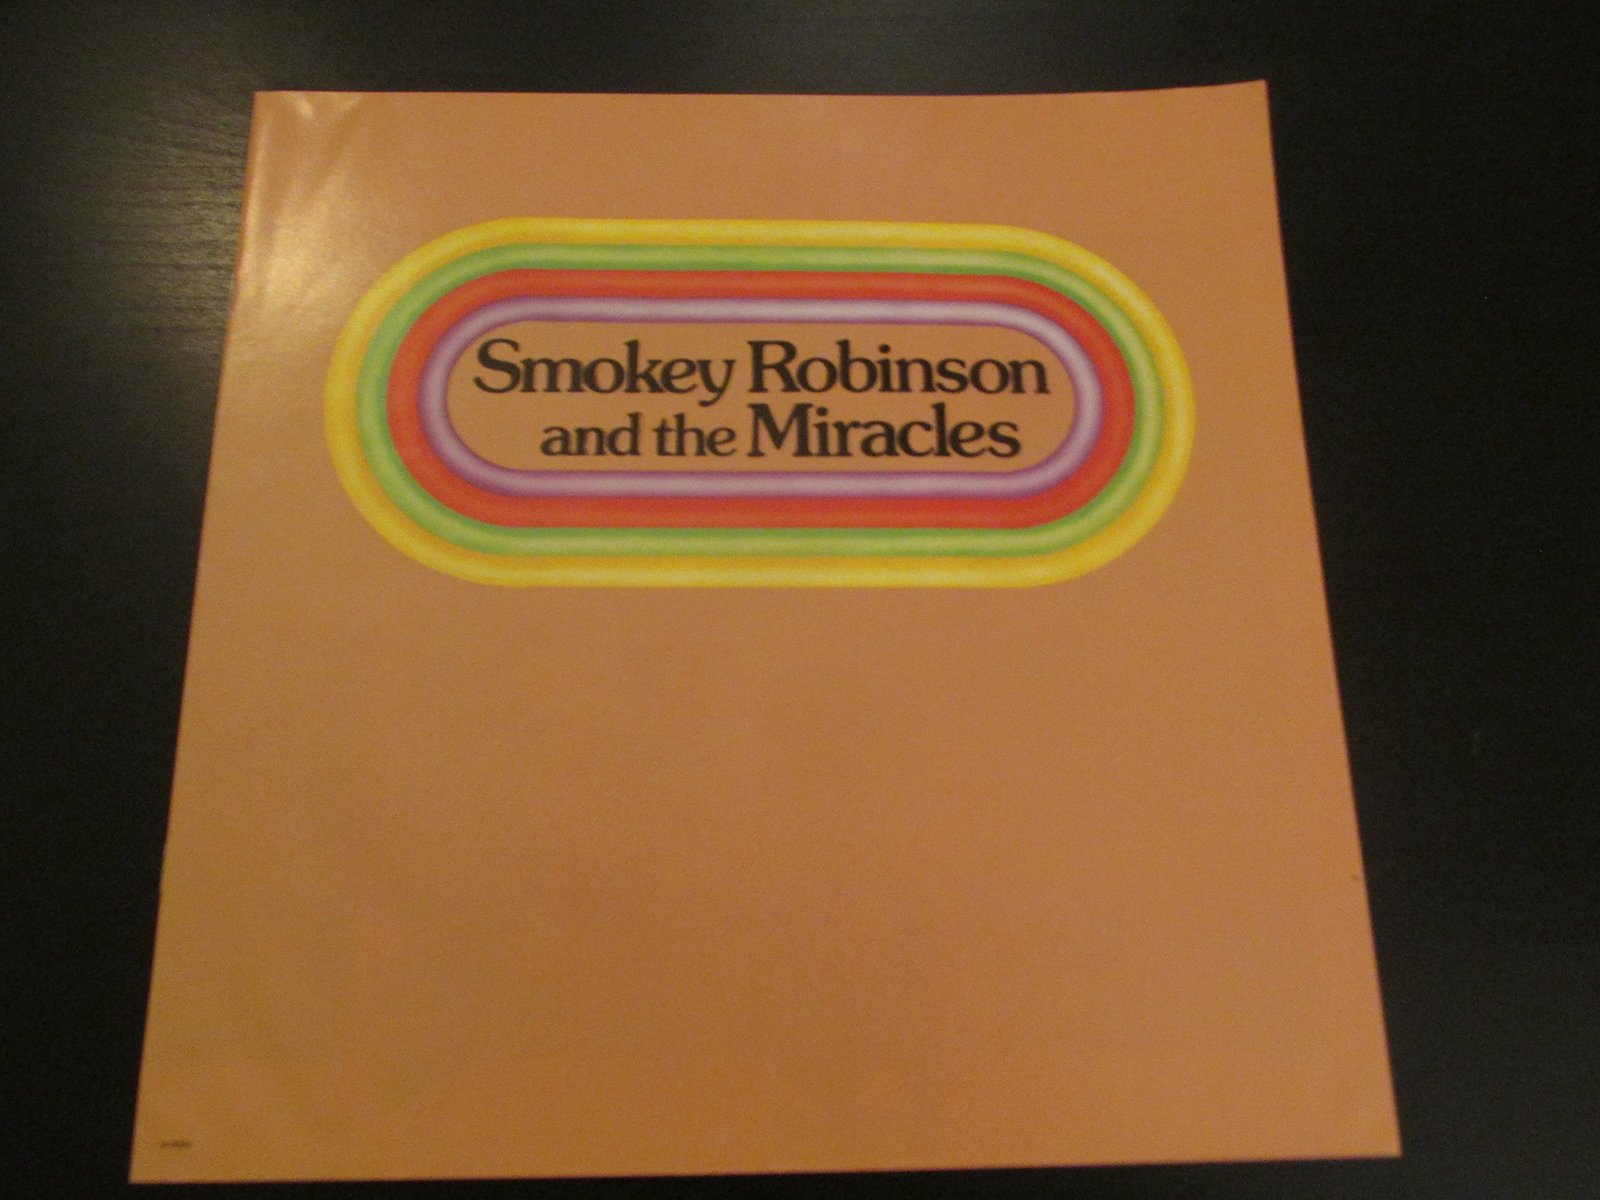 Smokey Robinson
and the Miracles